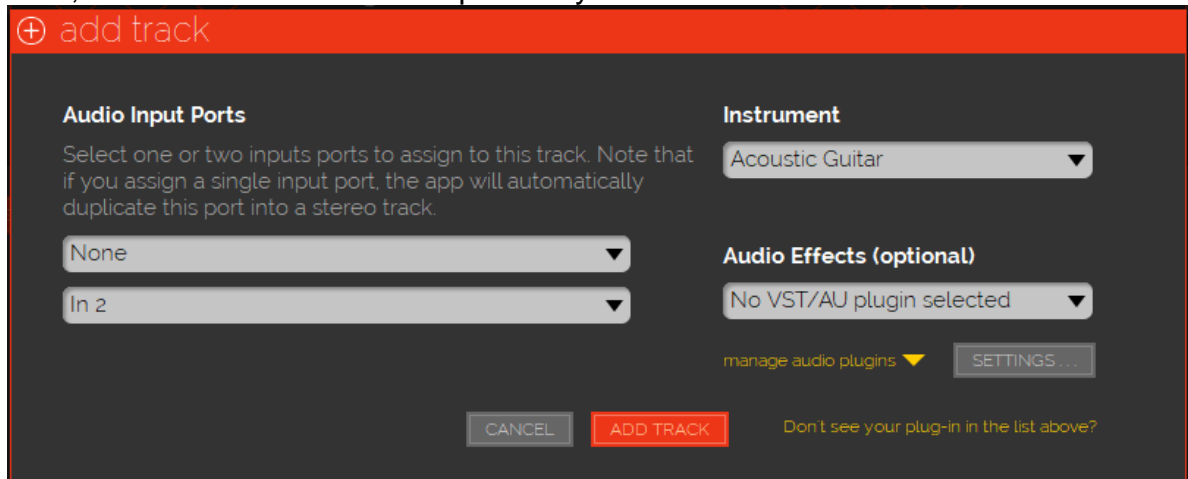 add track
Audio Input Ports
Select one or two inputs ports to assign to this track. Note that
if you assign a single input port, the app will automatically
duplicate this port into a stereo track.
None
In 2
Instrument
Acoustic Guitar
Audio Effects (optional)
No VST/AU plugin selected
manage audio plugins
SETTINGS . . .
CANCEL
ADD TRACK
Don't see your plug-in in the list above?